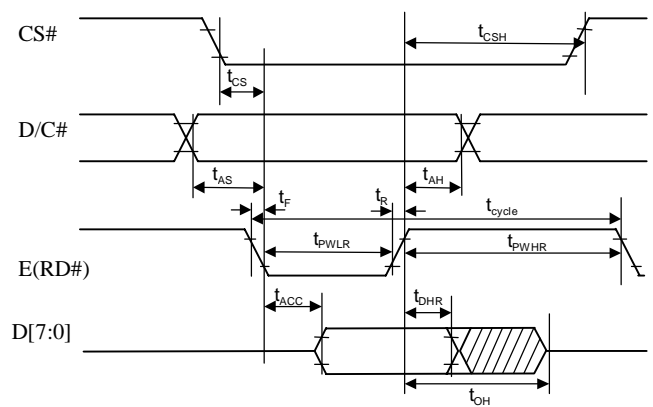 CS#
tCSH
tCS
D/C#
tAS
tAH
tF
tR
tcycle
tPWLR
tPWHR
E(RD#)
tACC
tDHR
D[7:0]
tOH